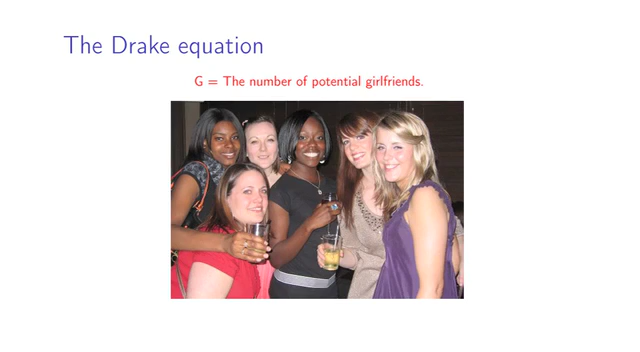 The Drake equation
G = The number of potential girlfriends.